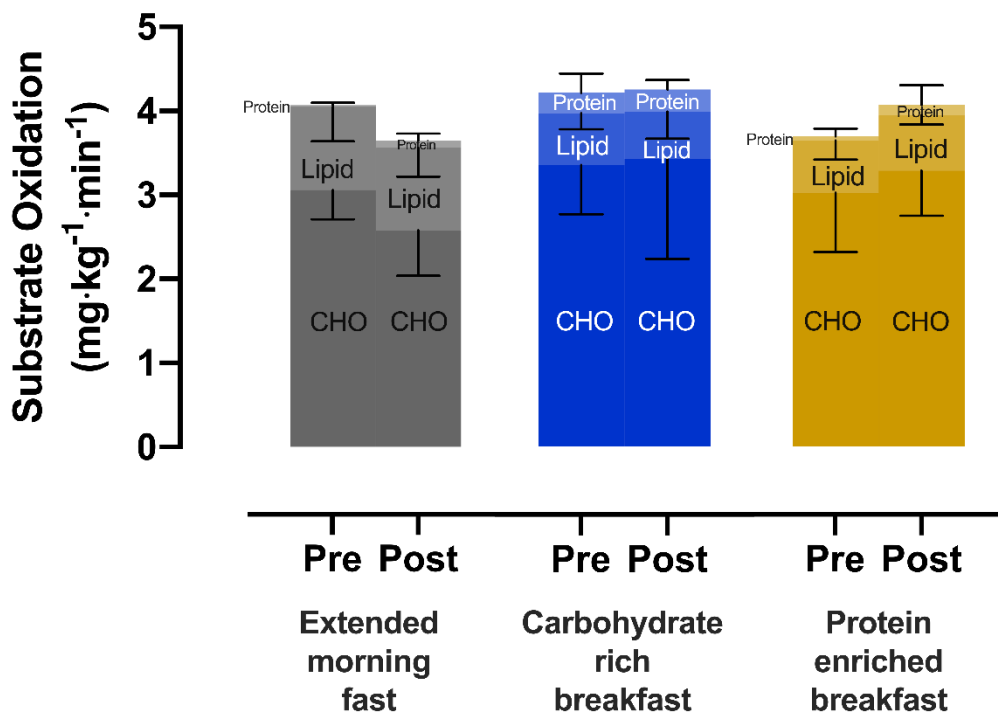 Substrate Oxidation
(mg·kg⁻¹·min⁻¹)
5
4
3
2
1
0
Protein
Lipid
CHO
Protein
Lipid
CHO
Protein
Lipid
CHO
Protein
Lipid
CHO
Protein
Lipid
CHO
Protein
Lipid
CHO
Pre Post
Pre Post
Pre Post
Extended
morning
fast
Carbohydrate
rich
breakfast
Protein
enriched
breakfast